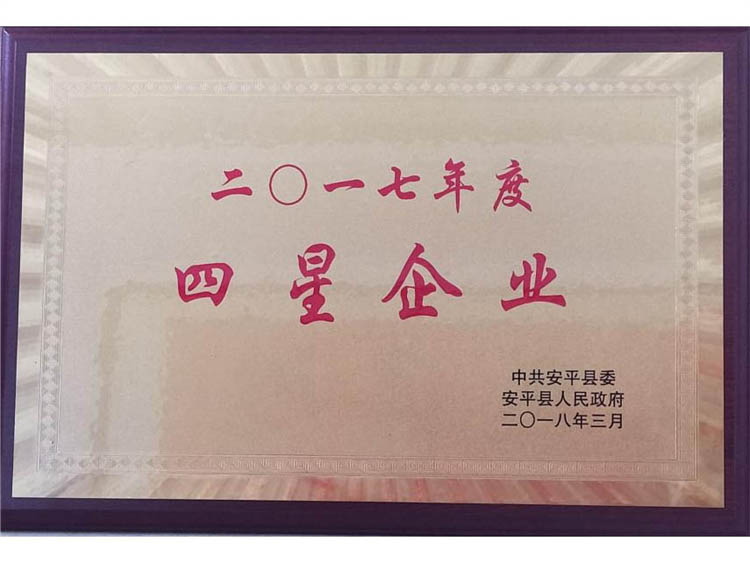 二〇一七年度
四星企业
中共安平县委
安平县人民政府
二〇一八年三月